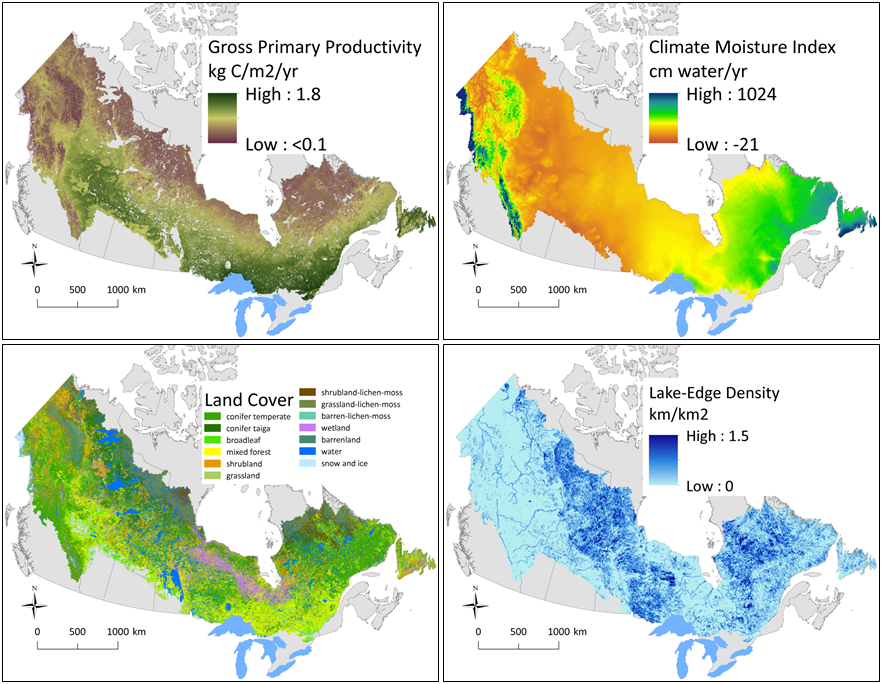 Gross Primary Productivity
kg C/m2/yr
High : 1.8
Low : <0.1
N
0 500 1000 km
Climate Moisture Index
cm water/yr
High : 1024
Low : -21
N
0 500 1000 km
Land Cover
conifer temperate
conifer taiga
broadleaf
mixed forest
shrubland
grassland
shrubland-lichen-moss
grassland-lichen-moss
barren-lichen-moss
wetland
barrenland
water
snow and ice
N
0 500 1000 km
Lake-Edge Density
km/km2
High : 1.5
Low : 0
N
0 500 1000 km